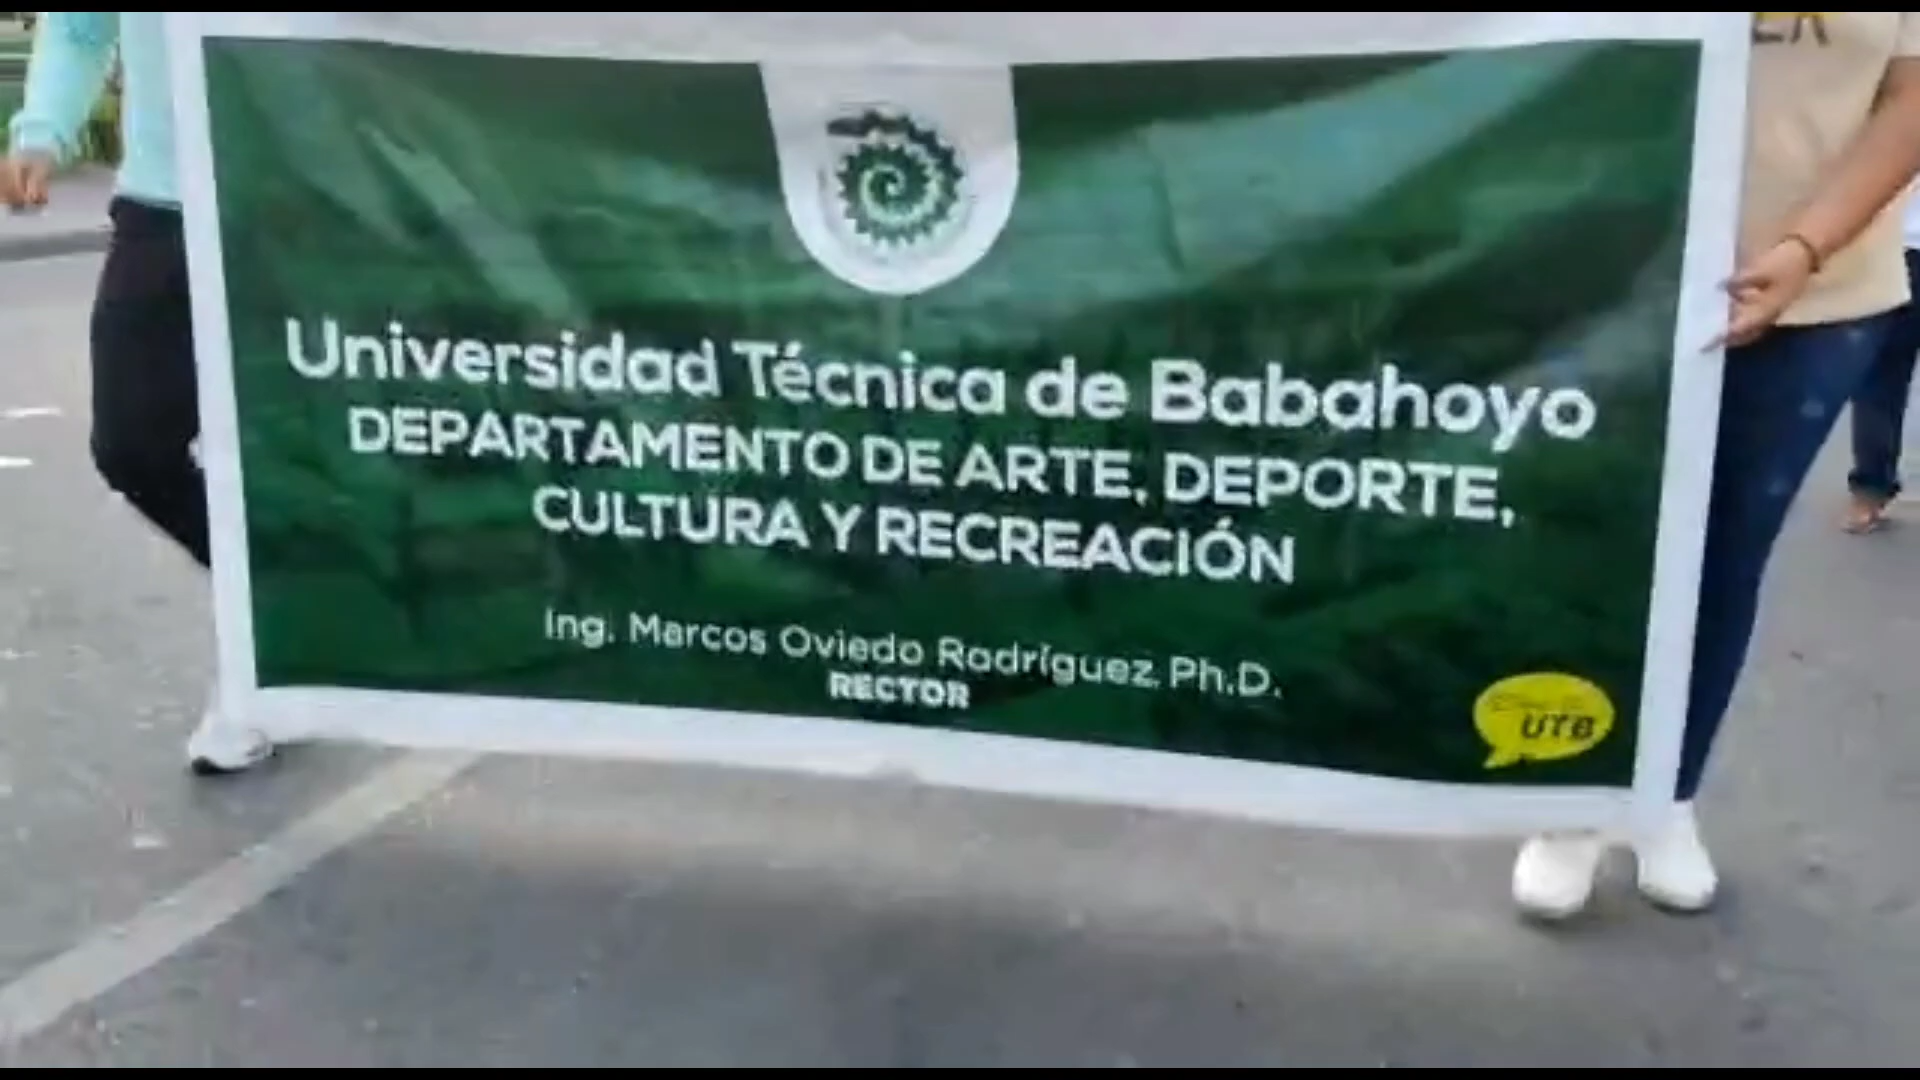 Universidad Técnica de Babahoyo
DEPARTAMENTO DE ARTE, DEPORTE,
CULTURA Y RECREACIÓN
Ing. Marcos Oviedo Rodríguez, Ph.D.
RECTOR
UTB